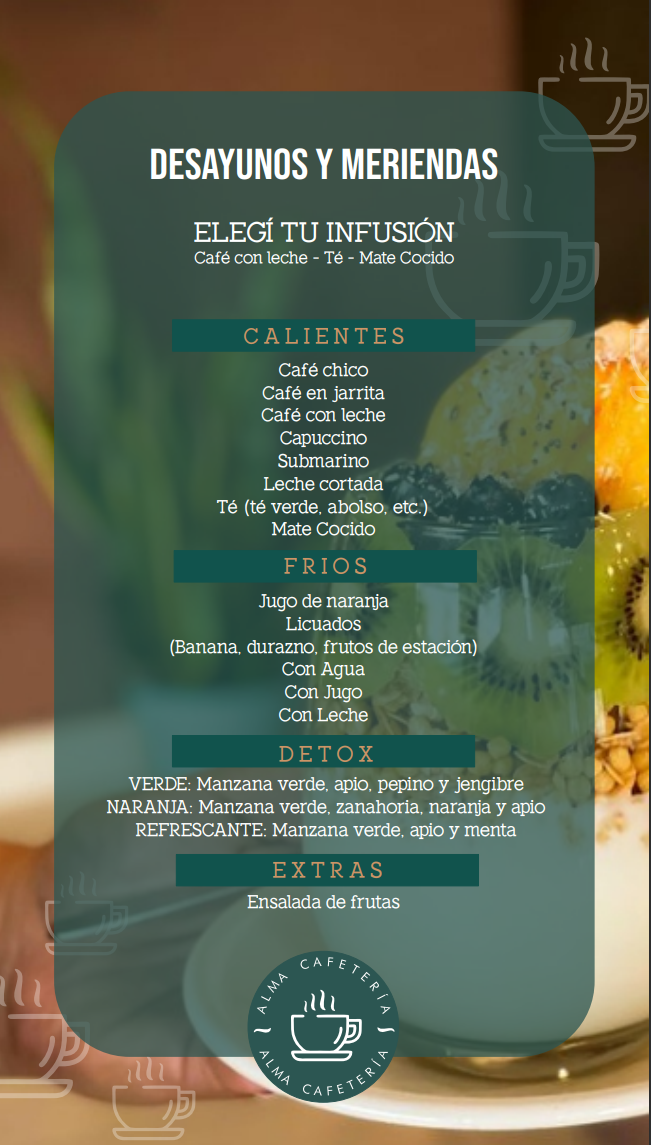 DESAYUNOS Y MERIENDAS
ELEGÍ TU INFUSIÓN
Café con leche - Té - Mate Cocido
CALIENTES
Café chico
Café en jarrita
Café con leche
Capuccino
Submarino
Leche cortada
Té (té verde, abolso, etc.)
Mate Cocido
FRIOS
Jugo de naranja
Licuados
(Banana, durazno, frutos de estación)
Con Agua
Con Jugo
Con Leche
DETOX
VERDE: Manzana verde, apio, pepino y jengibre
NARANJA: Manzana verde, zanahoria, naranja y apio
REFRESCANTE: Manzana verde, apio y menta
EXTRAS
Ensalada de frutas
ALMA CAFETERÍA
ALMA CAFETERÍA